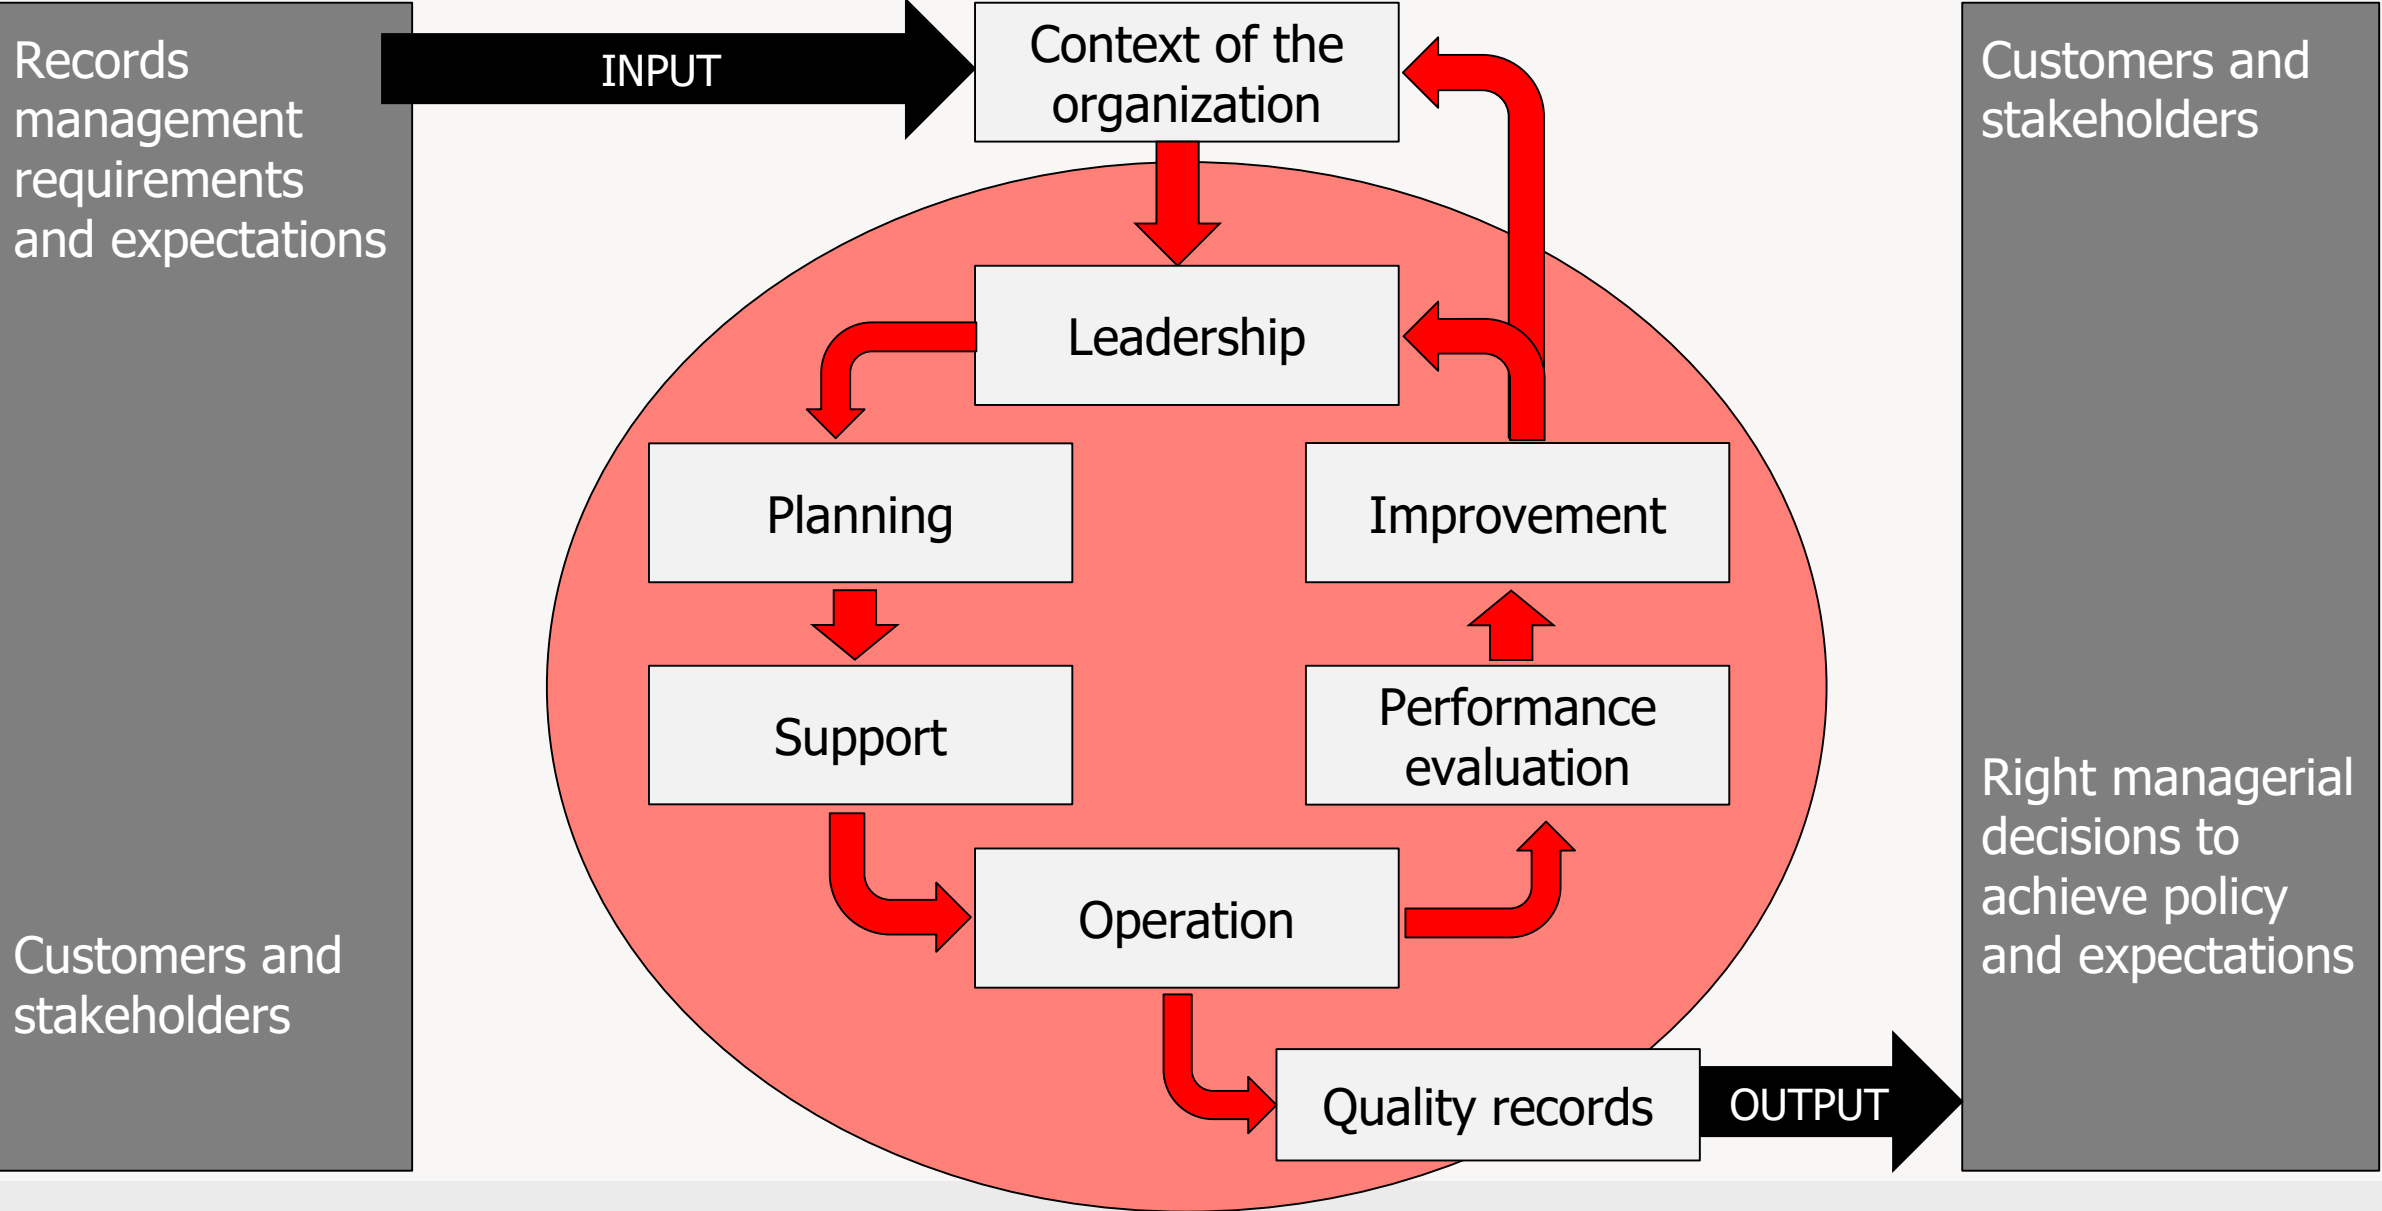 Records
management
requirements
and expectations
Customers and
stakeholders
INPUT
Context of the
organization
Leadership
Planning
Improvement
Support
Performance
evaluation
Operation
Quality records
OUTPUT
Customers and
stakeholders
Right managerial
decisions to
achieve policy
and expectations